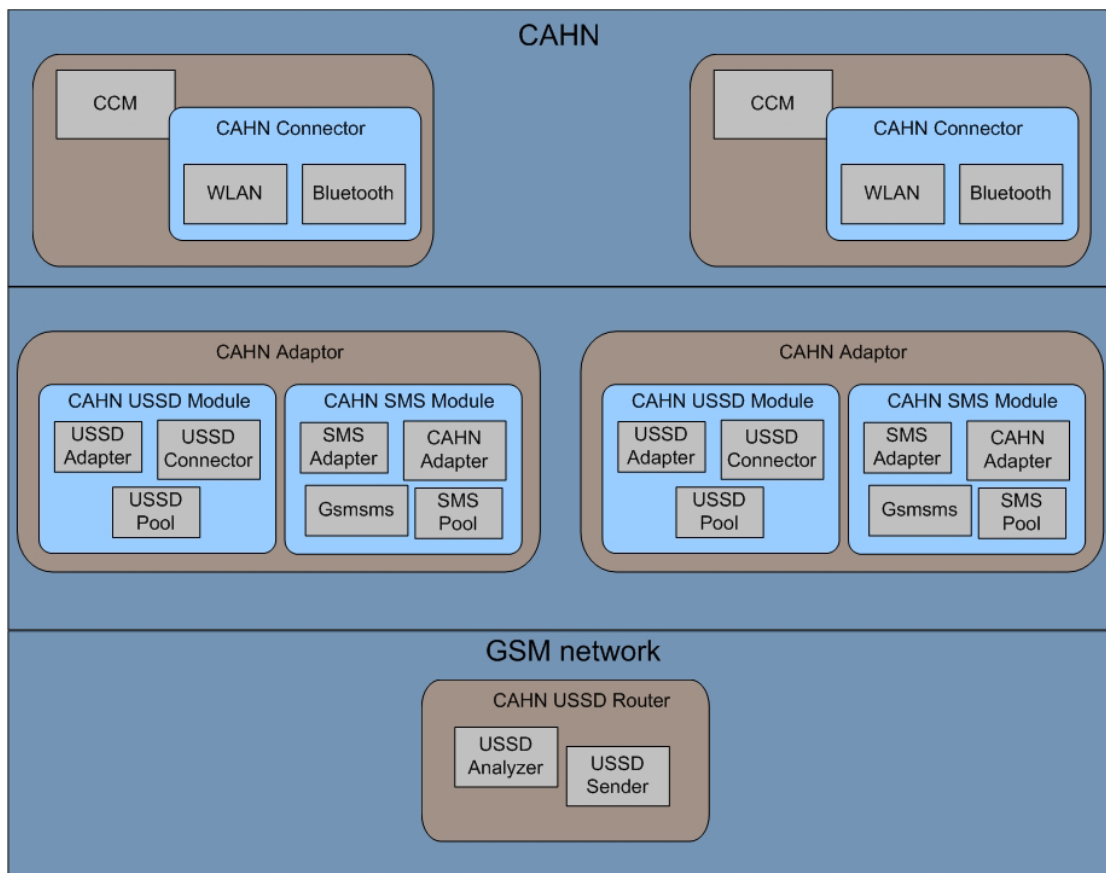 CAHN
CCM
CAHN Connector
WLAN
Bluetooth
CCM
CAHN Connector
WLAN
Bluetooth
CAHN Adaptor
CAHN USSD Module
USSD
Adapter
USSD
Connector
USSD
Pool
CAHN SMS Module
SMS
Adapter
CAHN
Adapter
Gsmsms
SMS
Pool
CAHN Adaptor
CAHN USSD Module
USSD
Adapter
USSD
Connector
USSD
Pool
CAHN SMS Module
SMS
Adapter
CAHN
Adapter
Gsmsms
SMS
Pool
GSM network
CAHN USSD Router
USSD
Analyzer
USSD
Sender